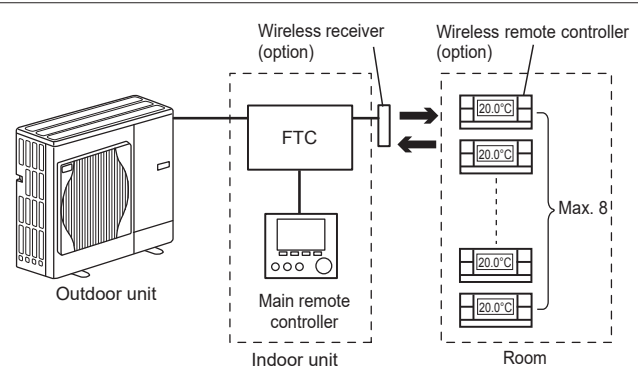 Wireless receiver
(option)
Wireless remote controller
(option)
FTC
20.0°C
20.0°C
Max. 8
20.0°C
20.0°C
Outdoor unit
Main remote
controller
Indoor unit
Room